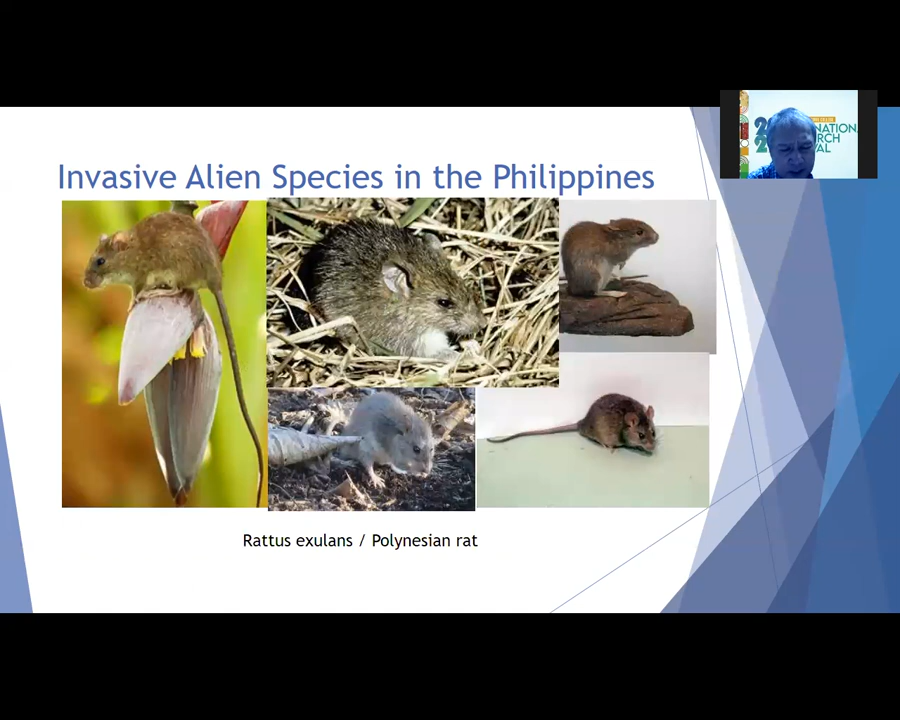 Invasive Alien Species in the Philippines
Rattus exulans / Polynesian rat